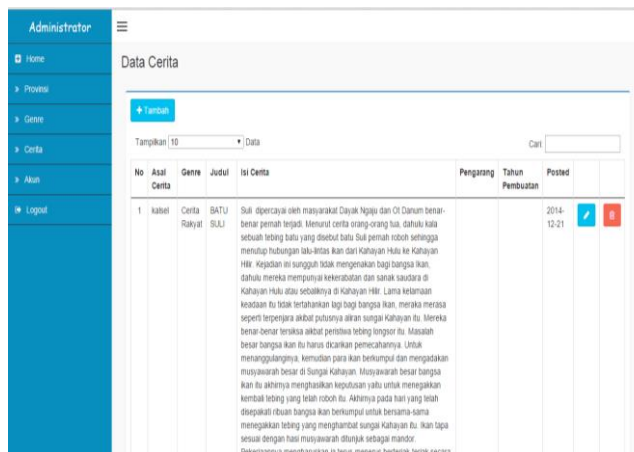 Administrator
Home
Data Cerita
Provinsi
+ Tambah
Genre
Tampilkan 10 Data
Cari:
Cerita
Akun
Logout
No Asal Cerita Genre Judul Isi Cerita Pengarang Tahun Pembuatan Posted
1 kalsel Cerita Rakyat BATU SULI 2014-12-21
Suli dipercayai oleh masyarakat Dayak Ngaju dan Ot Danum benar-
benar pernah terjadi. Menurut cerita orang-orang tua, dahulu kala
sebuah tebing batu yang disebut batu Suli pernah roboh sehingga
menutup hubungan lalu-lintas ikan dari Kahayan Hulu ke Kahayan
Hilir. Kejadian ini sungguh tidak mengenakan bagi bangsa Ikan,
dahulu mereka mempunyai kekerabatan dan sanak saudara di
Kahayan Hulu atau sebaliknya di Kahayan Hilir. Lama kelamaan
keadaan itu tidak tertahankan lagi bagi bangsa Ikan, meraka merasa
seperti terpenjara akibat putusnya aliran sungai Kahayan itu. Mereka
benar-benar tersiksa aikbat peristiwa tebing longsor itu. Masalah
besar bangsa ikan itu harus dicarikan pemecahannya. Untuk
menanggulanginya, kemudian para ikan berkumpul dan mengadakan
musyawarah besar di Sungai Kahayan. Musyawarah besar bangsa
ikan itu akhirnya menghasilkan keputusan yaitu untuk menegakkan
kembali tebing yang telah roboh itu. Akhirnya pada hari yang telah
disepakati ribuan bangsa ikan berkumpul untuk bersama-sama
menegakkan tebing yang menghambat sungai Kahayan itu. Ikan tapa
sesuai dengan hasi musyawarah ditunjuk sebagai mandor.